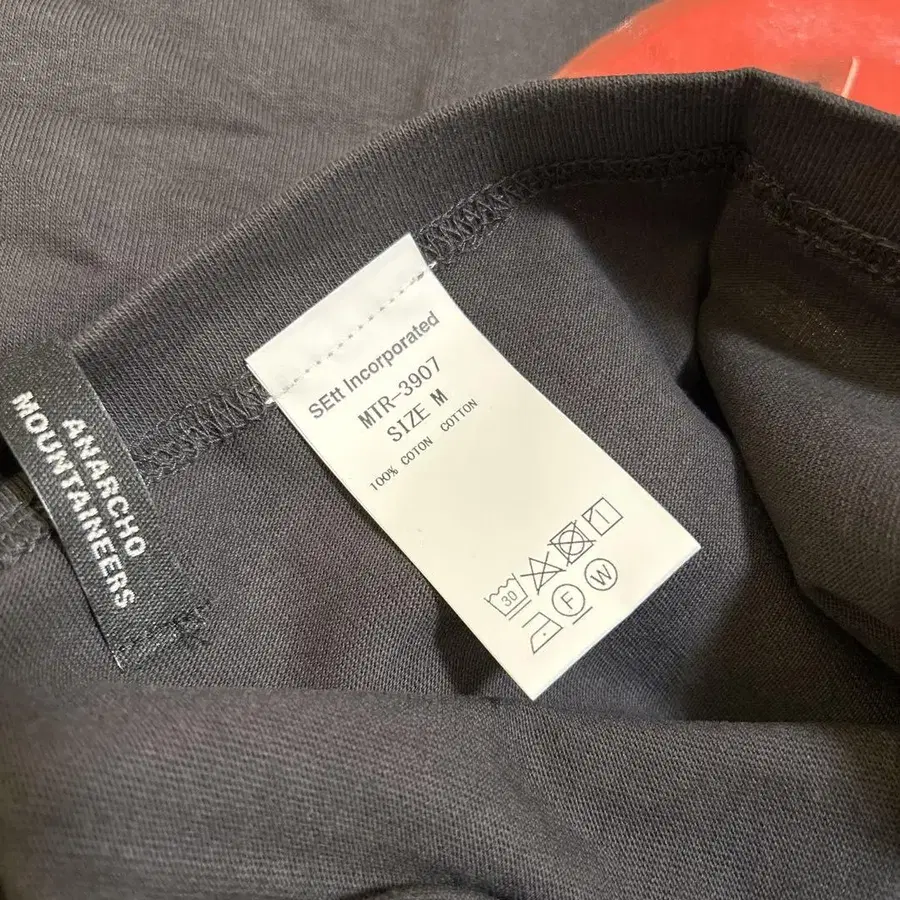 ANARCHO
MOUNTAINEERS
SEtt Incorporated
MTR-3907
SIZE M
100% COTON COTTON
30
F
W